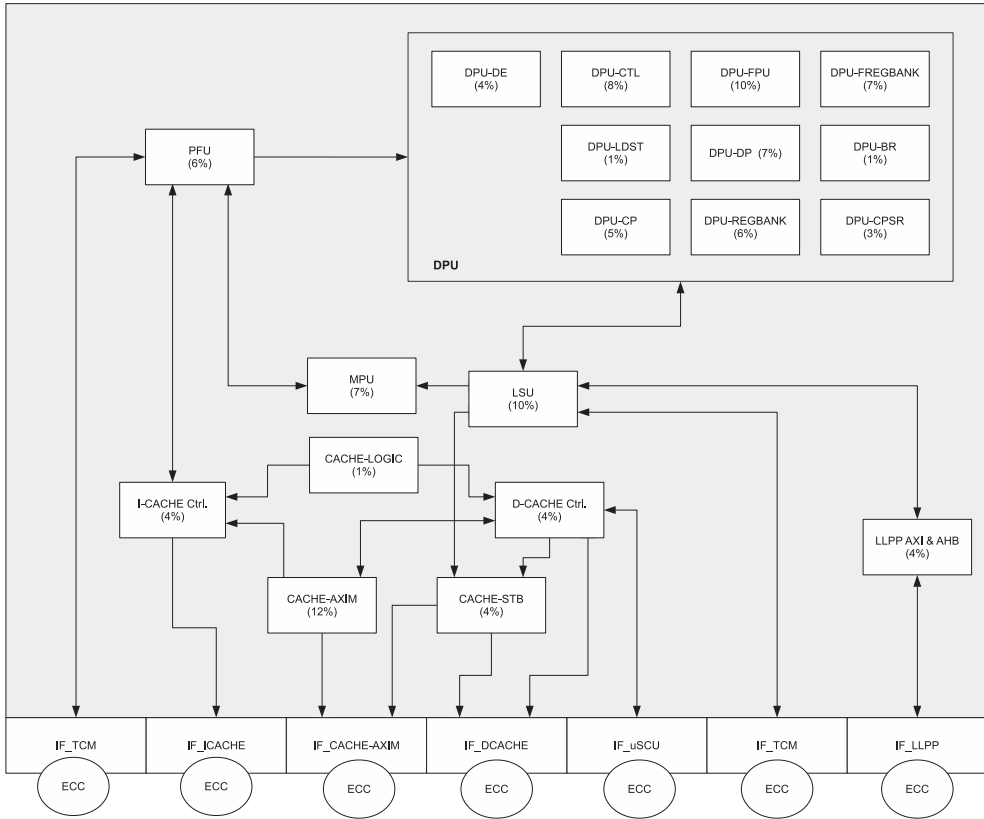 DPU-DE
(4%)
DPU-CTL
(8%)
DPU-FPU
(10%)
DPU-FREGBANK
(7%)
PFU
(6%)
DPU-LDST
(1%)
DPU-DP (7%)
DPU-BR
(1%)
DPU-CP
(5%)
DPU-REGBANK
(6%)
DPU-CPSR
(3%)
DPU
MPU
(7%)
LSU
(10%)
CACHE-LOGIC
(1%)
I-CACHE Ctrl.
(4%)
D-CACHE Ctrl.
(4%)
LLPP AXI & AHB
(4%)
CACHE-AXIM
(12%)
CACHE-STB
(4%)
IF_TCM
IF_ICACHE
IF_CACHE-AXIM
IF_DCACHE
IF_uSCU
IF_TCM
IF_LLPP
ECC
ECC
ECC
ECC
ECC
ECC
ECC